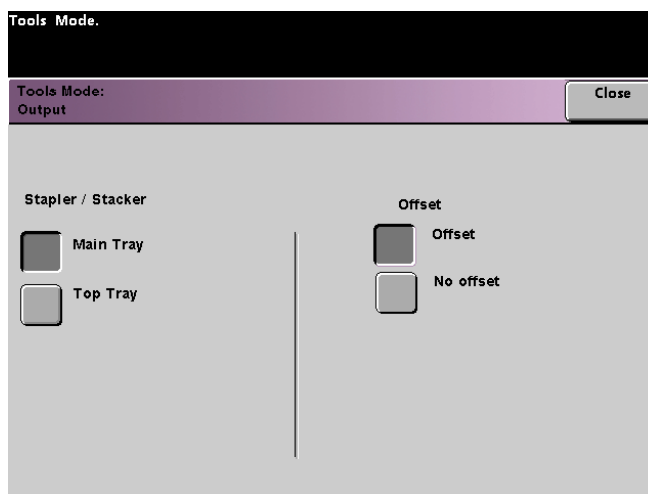 Tools Mode.
Tools Mode:
Output
Close
Stapler / Stacker
Main Tray
Top Tray
Offset
Offset
No offset